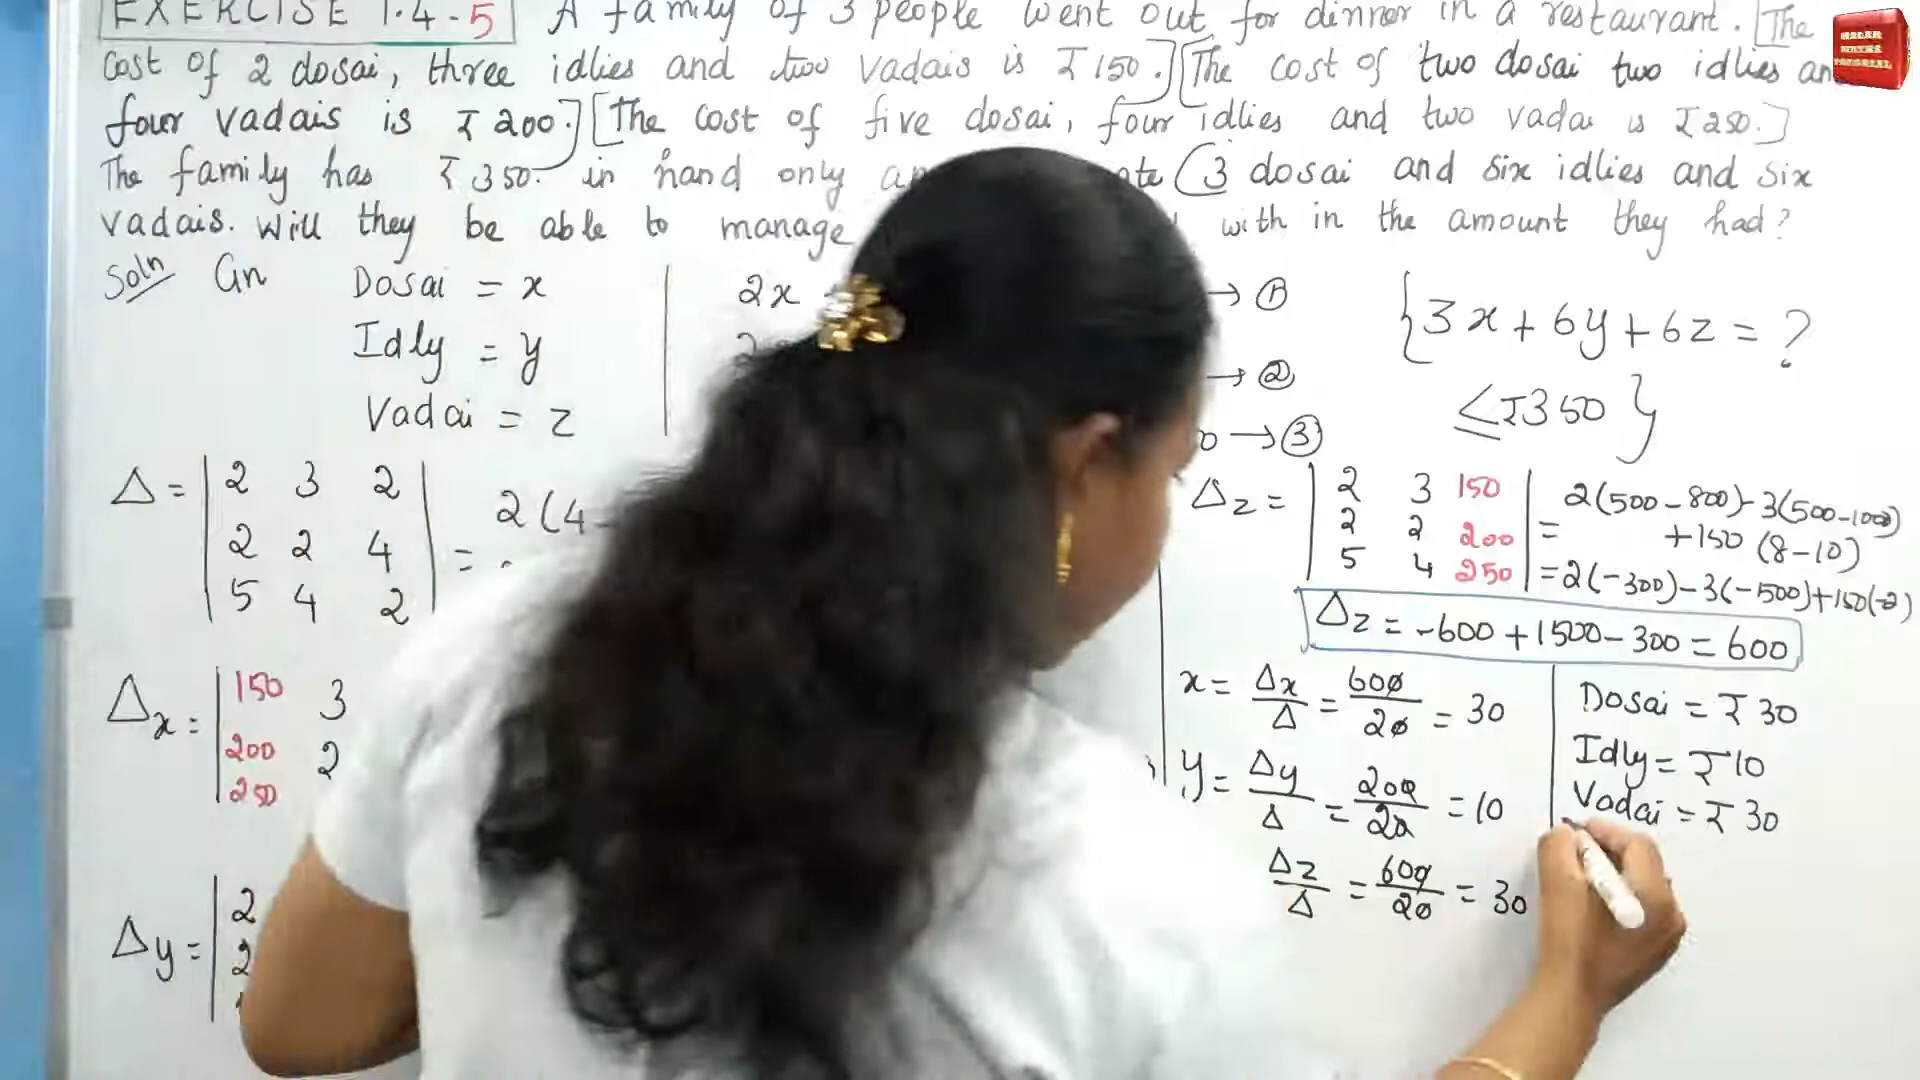 EXERCISE 1.4-5 A family of 3 people went out for dinner in a restaurant. [The
cost of 2 dosai, three idlies and two vadais is ₹150.] [The cost of two dosai two idlies an
four vadais is ₹200.] [The cost of five dosai, four idlies and two vadai is ₹250.]
The family has ₹350. in hand only (3 dosai and six idlies and six
vadais. Will they be able to manage with in the amount they had?
Soln Gn Dosai = x
Idly = y
Vadai = z
2x → ①
→ ②
→ ③
{3x+6y+6z=?
≤₹350}
Δ = | 2 3 2 |
| 2 2 4 |
| 5 4 2 |
= 2(4-
Δx = | 150 3
| 200 2
| 250
Δy = | 2
| 2
Δz = | 2 3 150 | = 2(500-800)-3(500-1000)
| 2 2 200 | +150(8-10)
| 5 4 250 | = 2(-300)-3(-500)+150(-2)
Δz = -600+1500-300 = 600
x = Δx/Δ = 600/20 = 30
y = Δy/Δ = 200/20 = 10
Δz/Δ = 600/20 = 30
Dosai = ₹30
Idly = ₹10
Vadai = ₹30